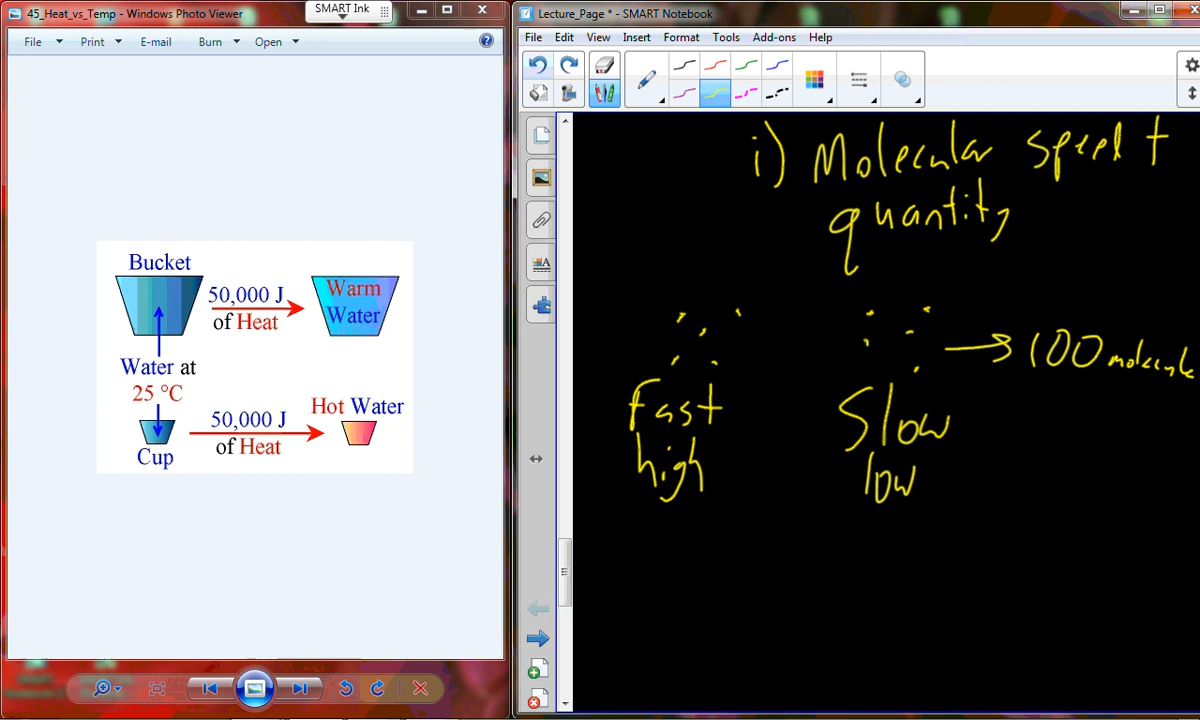 45_Heat_vs_Temp - Windows Photo Viewer
SMART Ink
File Print E-mail Burn Open
Bucket
50,000 J
of Heat
Warm
Water
Water at
25 °C
50,000 J
of Heat
Hot Water
Cup
Lecture_Page * - SMART Notebook
File Edit View Insert Format Tools Add-ons Help
i) Molecular speed +
quantity
→ 100 molecule
Fast
high
Slow
low